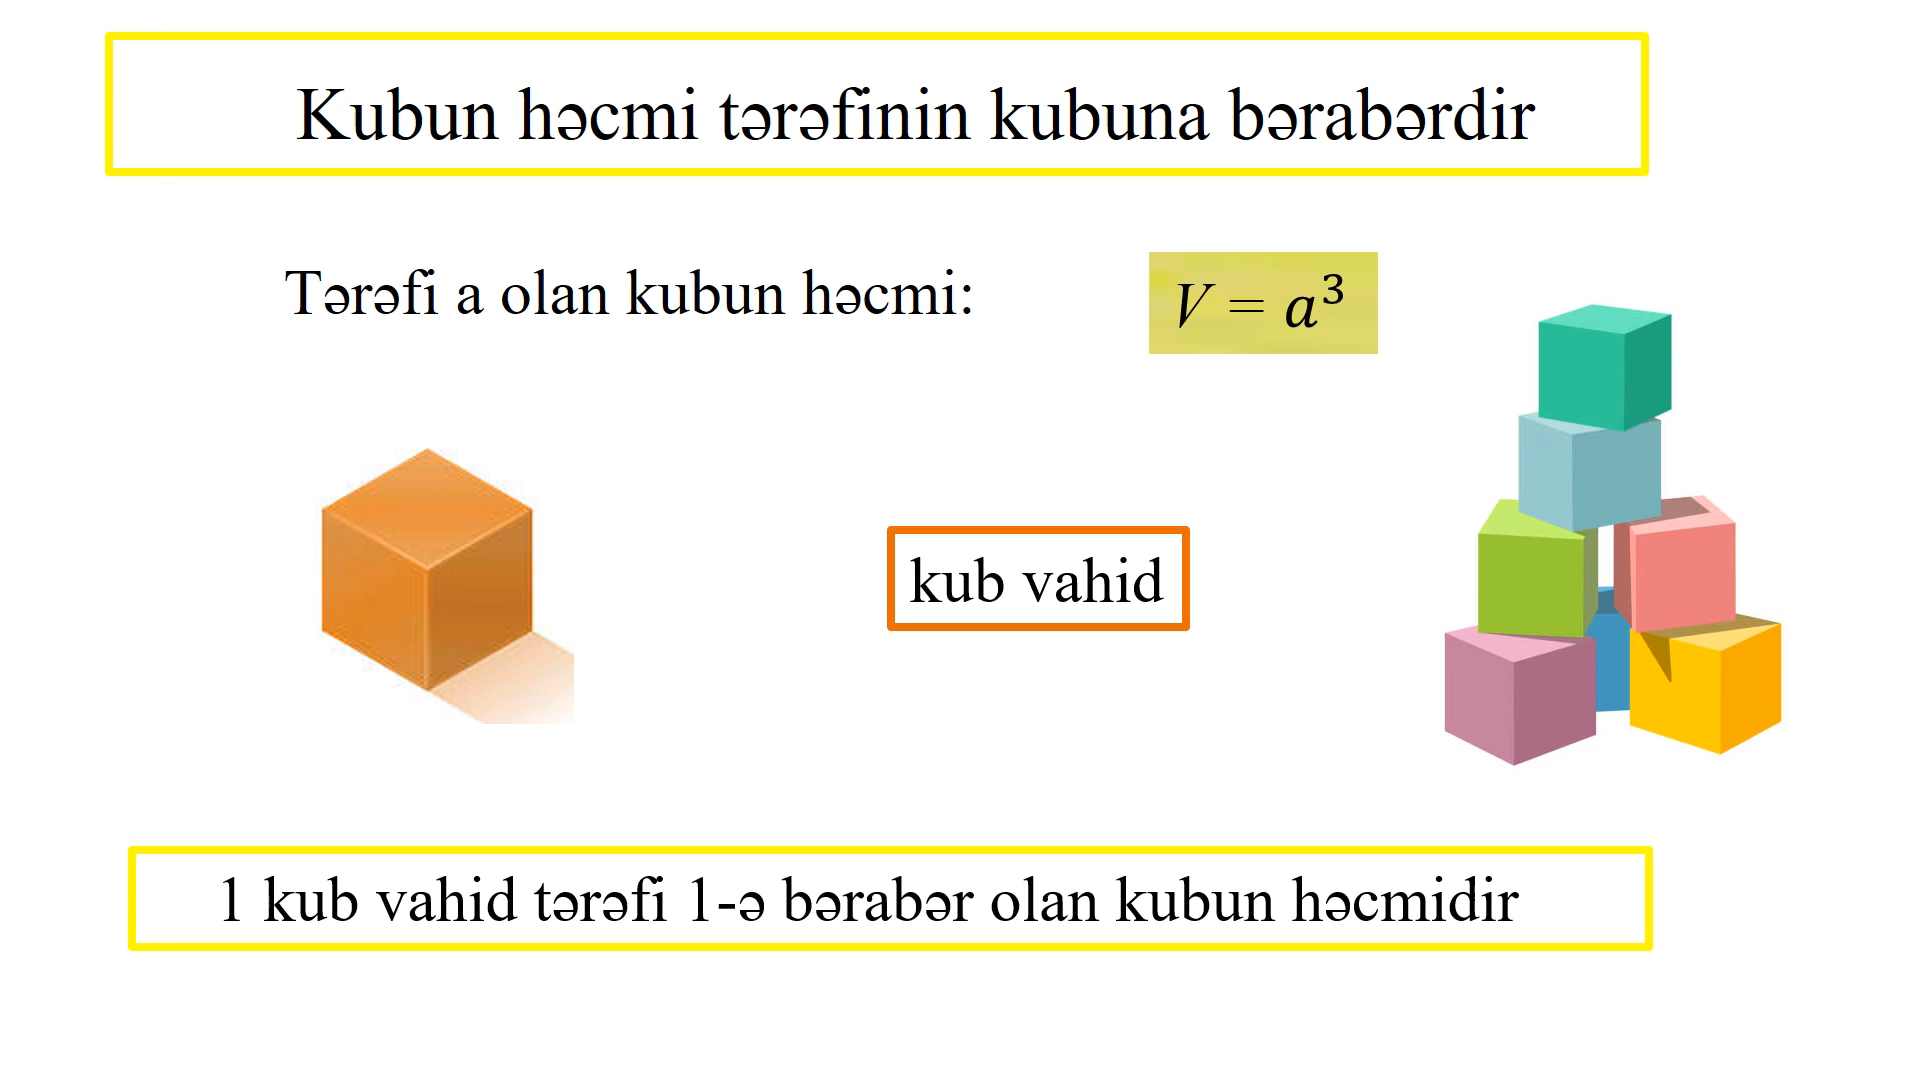 Kubun həcmi tərəfinin kubuna bərabərdir
Tərəfi a olan kubun həcmi:
V = a³
kub vahid
1 kub vahid tərəfi 1-ə bərabər olan kubun həcmidir